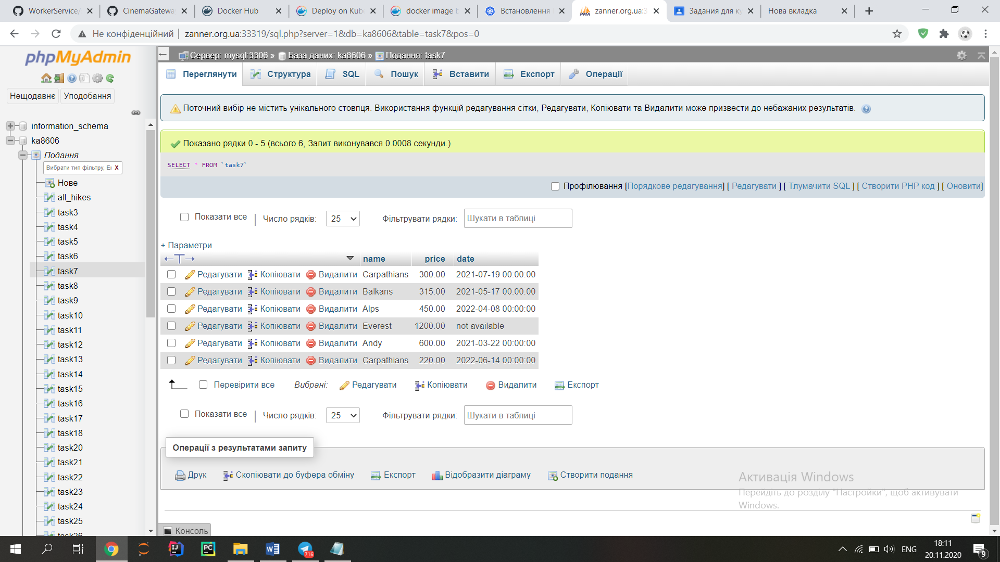 WorkerService/
CinemaGateway
Docker Hub
Deploy on Kub
docker image b
Встановлення
zanner.org.ua:3
Задания для ку
Нова вкладка
Не конфіденційний | zanner.org.ua:33319/sql.php?server=1&db=ka8606&table=task7&pos=0
phpMyAdmin
Нещодавнє Уподобання
information_schema
ka8606
Подання
Вибрати тип фільтру, Er X
Нове
all_hikes
task3
task4
task5
task6
task7
task8
task9
task10
task11
task12
task13
task14
task15
task16
task17
task18
task20
task21
task22
task23
task24
task25
task26
Сервер: mysql:3306 » База даних: ka8606 » Подання: task7
Переглянути Структура SQL Пошук Вставити Експорт Операції
Поточний вибір не містить унікального стовпця. Використання функцій редагування сітки, Редагувати, Копіювати та Видалити може призвести до небажаних результатів.
Показано рядки 0 - 5 (всього 6, Запит виконувався 0.0008 секунди.)
SELECT * FROM `task7`
Профілювання [Порядкове редагування] [ Редагувати ] [ Тлумачити SQL ] [ Створити PHP код ] [ Оновити]
Показати все | Число рядків: 25 Фільтрувати рядки: Шукати в таблиці
+ Параметри
←T→ name price date
Редагувати Копіювати Видалити Carpathians 300.00 2021-07-19 00:00:00
Редагувати Копіювати Видалити Balkans 315.00 2021-05-17 00:00:00
Редагувати Копіювати Видалити Alps 450.00 2022-04-08 00:00:00
Редагувати Копіювати Видалити Everest 1200.00 not available
Редагувати Копіювати Видалити Andy 600.00 2021-03-22 00:00:00
Редагувати Копіювати Видалити Carpathians 220.00 2022-06-14 00:00:00
Перевірити все Вибрані: Редагувати Копіювати Видалити Експорт
Показати все | Число рядків: 25 Фільтрувати рядки: Шукати в таблиці
Операції з результатами запиту
Друк Скопіювати до буфера обміну Експорт Відобразити діаграму Створити подання
Активація Windows
Перейдіть до розділу "Настройки", щоб активувати
Windows.
Консоль
716
ENG
18:11
20.11.2020
9